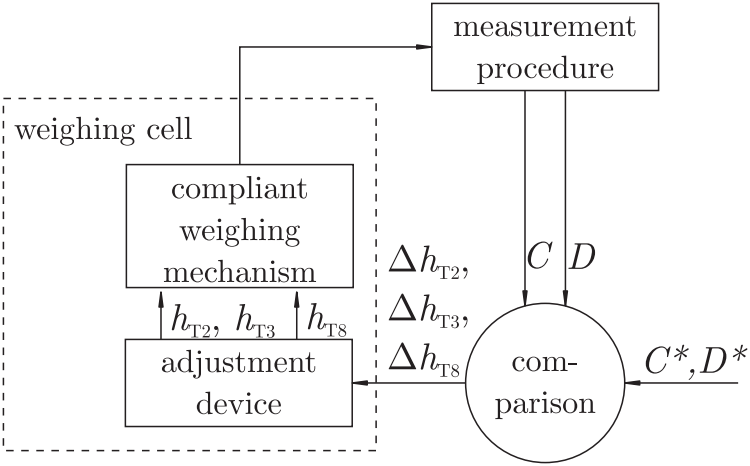 measurement
procedure
weighing cell
compliant
weighing
mechanism
C D
Δh_T2,
Δh_T3,
Δh_T8
h_T2, h_T3 h_T8
adjustment
device
com-
parison
C*,D*